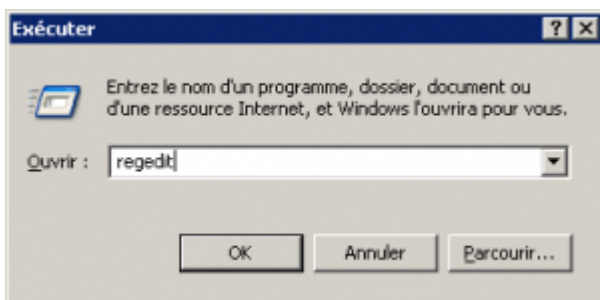 Exécuter
Entrez le nom d'un programme, dossier, document ou
d'une ressource Internet, et Windows l'ouvrira pour vous.
Ouvrir : regedit
OK Annuler Parcourir...